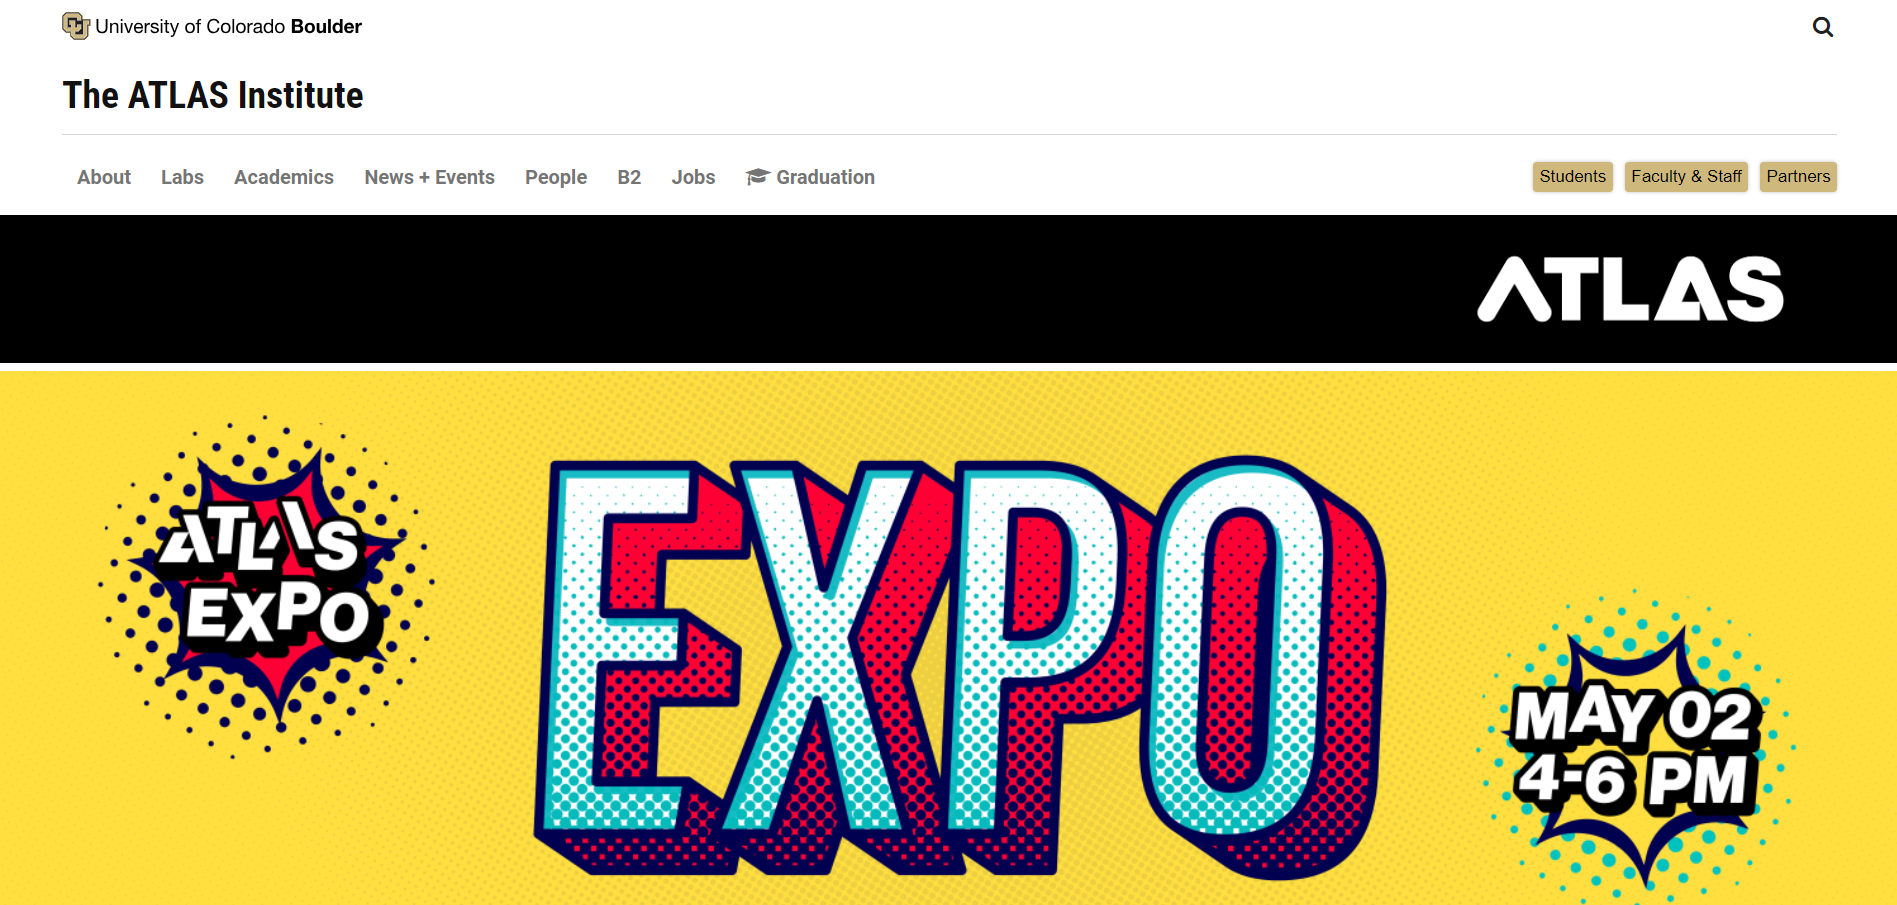 University of Colorado Boulder
The ATLAS Institute
About Labs Academics News + Events People B2 Jobs Graduation Students Faculty & Staff Partners
ATLAS
ATLAS
EXPO
EXPO
MAY 02
4-6 PM